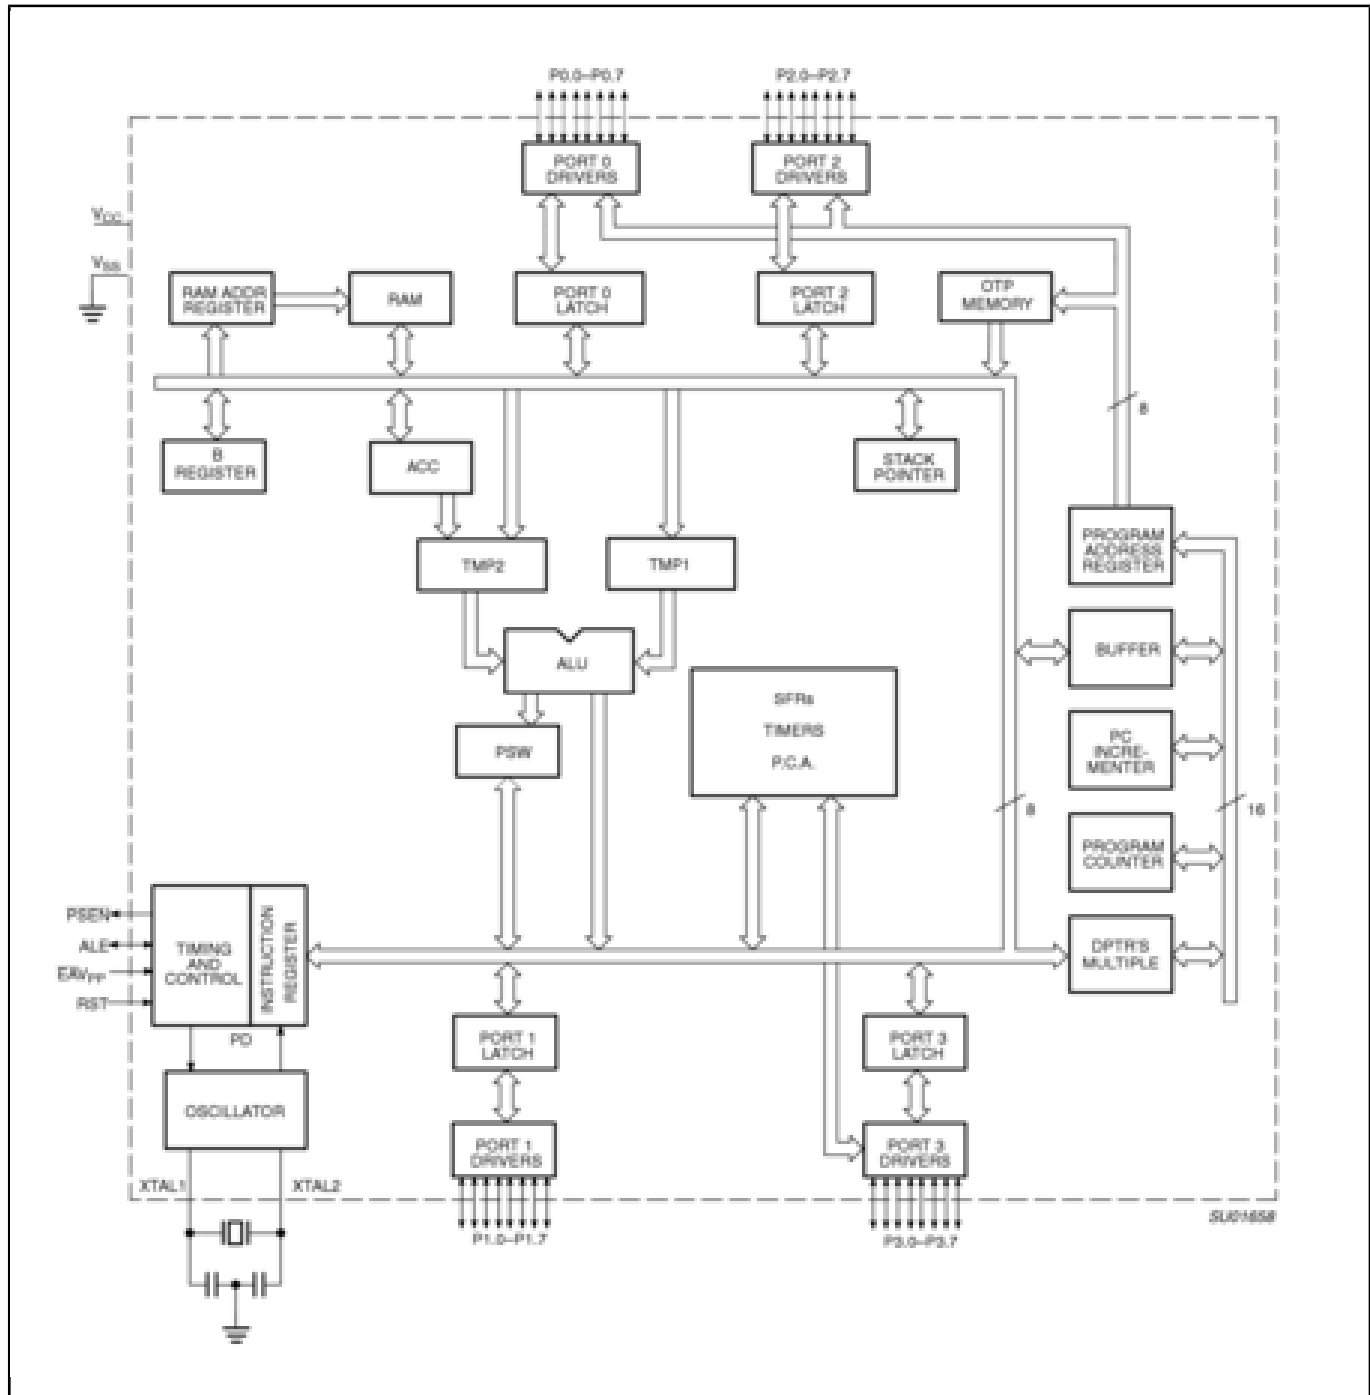 P0.0–P0.7
P2.0–P2.7
PORT 0
DRIVERS
PORT 2
DRIVERS
VCC
VSS
RAM ADDR
REGISTER
RAM
PORT 0
LATCH
PORT 2
LATCH
OTP
MEMORY
8
B
REGISTER
ACC
STACK
POINTER
TMP2
TMP1
PROGRAM
ADDRESS
REGISTER
ALU
BUFFER
SFRs
TIMERS
P.C.A.
PSW
PC
INCRE-
MENTER
8
16
PROGRAM
COUNTER
PSEN
ALE
EAVPP
RST
TIMING
AND
CONTROL
INSTRUCTION
REGISTER
DPTR'S
MULTIPLE
PD
PORT 1
LATCH
PORT 3
LATCH
OSCILLATOR
PORT 1
DRIVERS
PORT 3
DRIVERS
XTAL1
XTAL2
P1.0–P1.7
P3.0–P3.7
SU01658